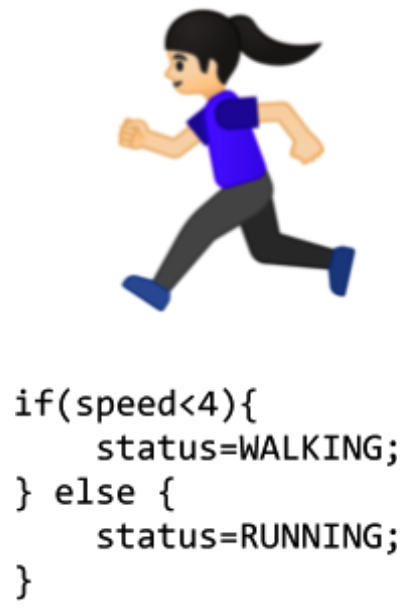 if(speed<4){
    status=WALKING;
} else {
    status=RUNNING;
}